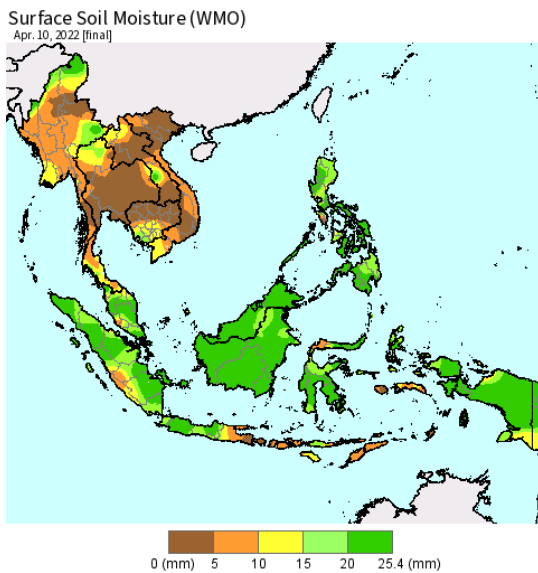 Surface Soil Moisture (WMO)
Apr. 10, 2022 [final]
0 (mm) 5 10 15 20 25.4 (mm)